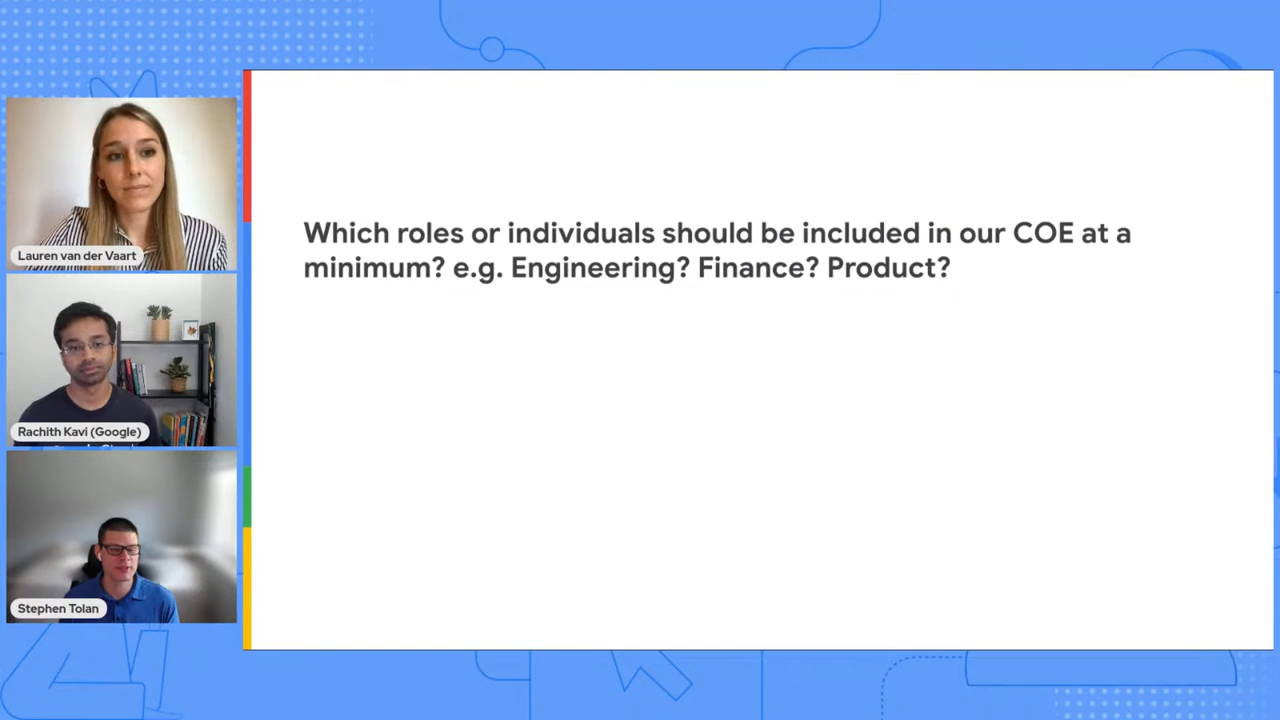 Lauren van der Vaart
Rachith Kavi (Google)
Stephen Tolan
Which roles or individuals should be included in our COE at a
minimum? e.g. Engineering? Finance? Product?